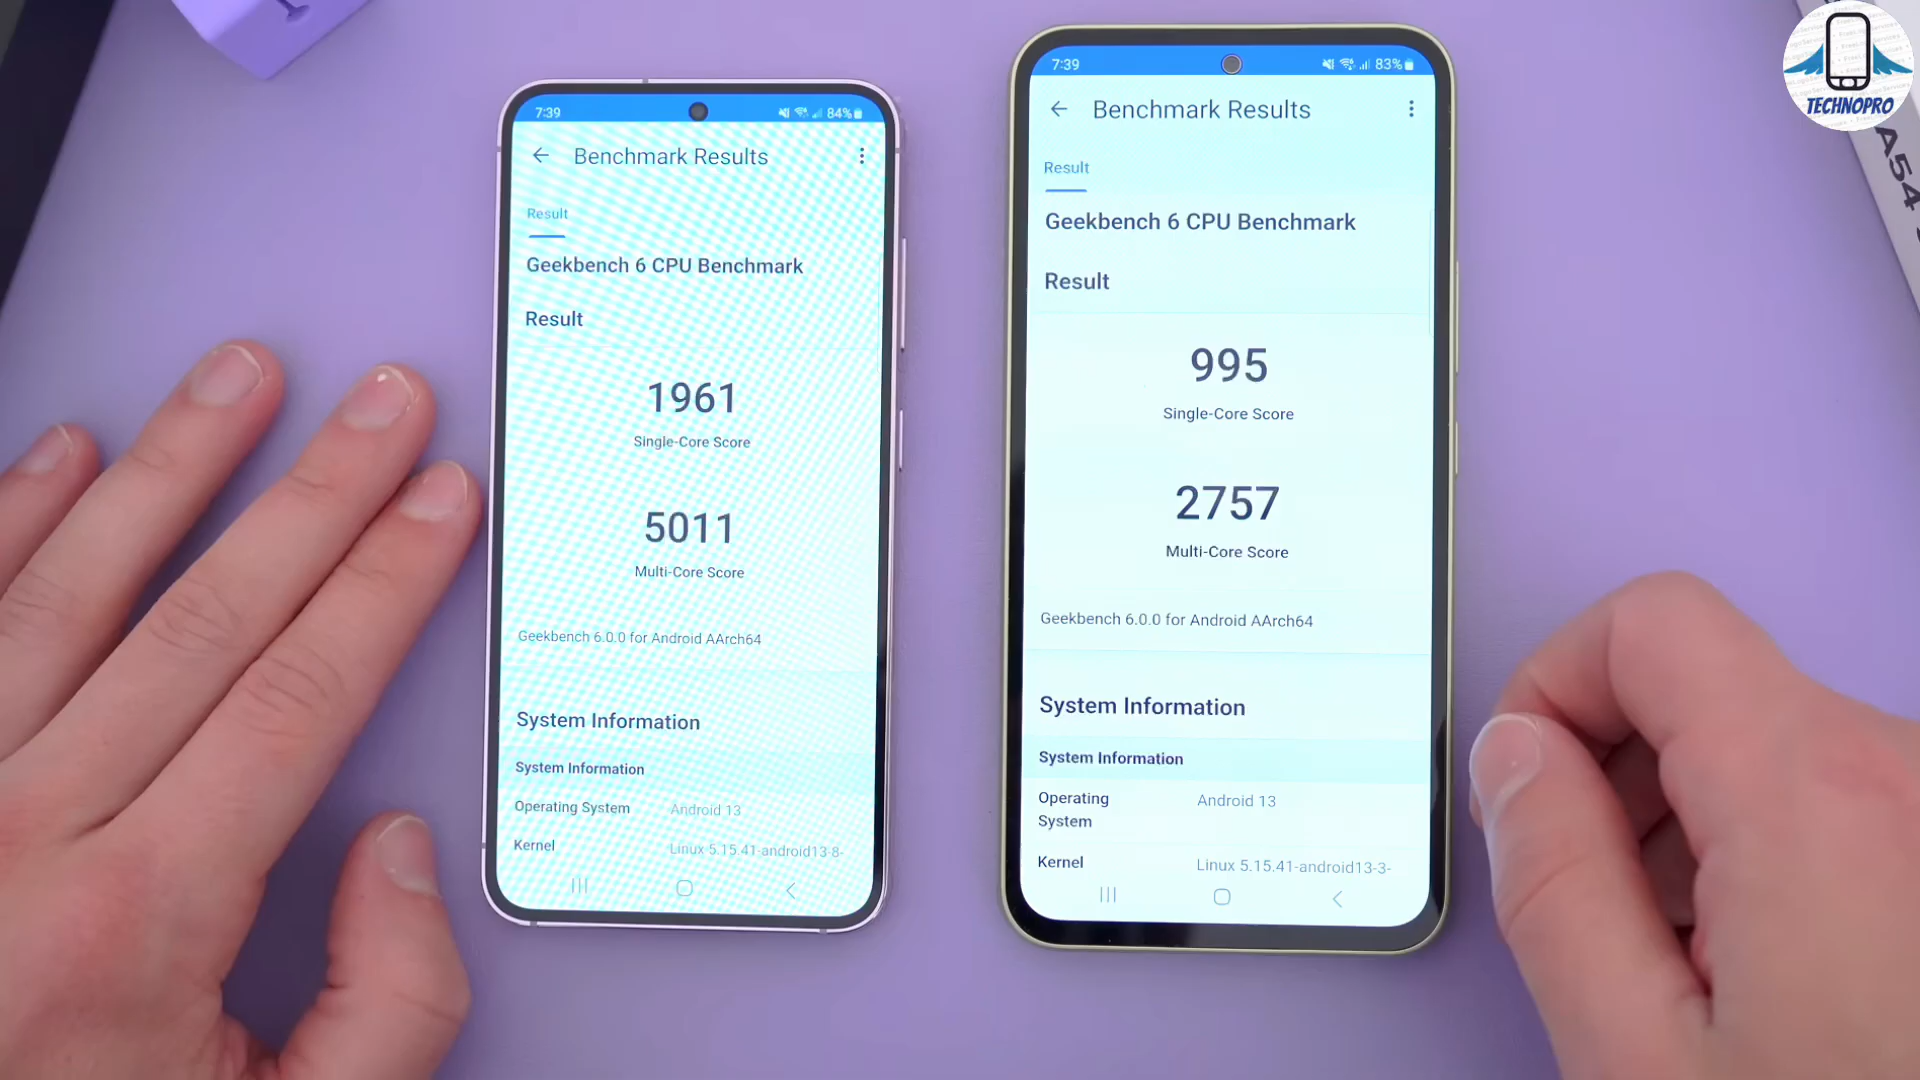 7:39
84%
Benchmark Results
Result
Geekbench 6 CPU Benchmark
Result
1961
Single-Core Score
5011
Multi-Core Score
Geekbench 6.0.0 for Android AArch64
System Information
System Information
Operating System Android 13
Kernel Linux 5.15.41-android13-8-
7:39
83%
Benchmark Results
Result
Geekbench 6 CPU Benchmark
Result
995
Single-Core Score
2757
Multi-Core Score
Geekbench 6.0.0 for Android AArch64
System Information
System Information
Operating System Android 13
Kernel Linux 5.15.41-android13-3-
TECHNOPRO
A54